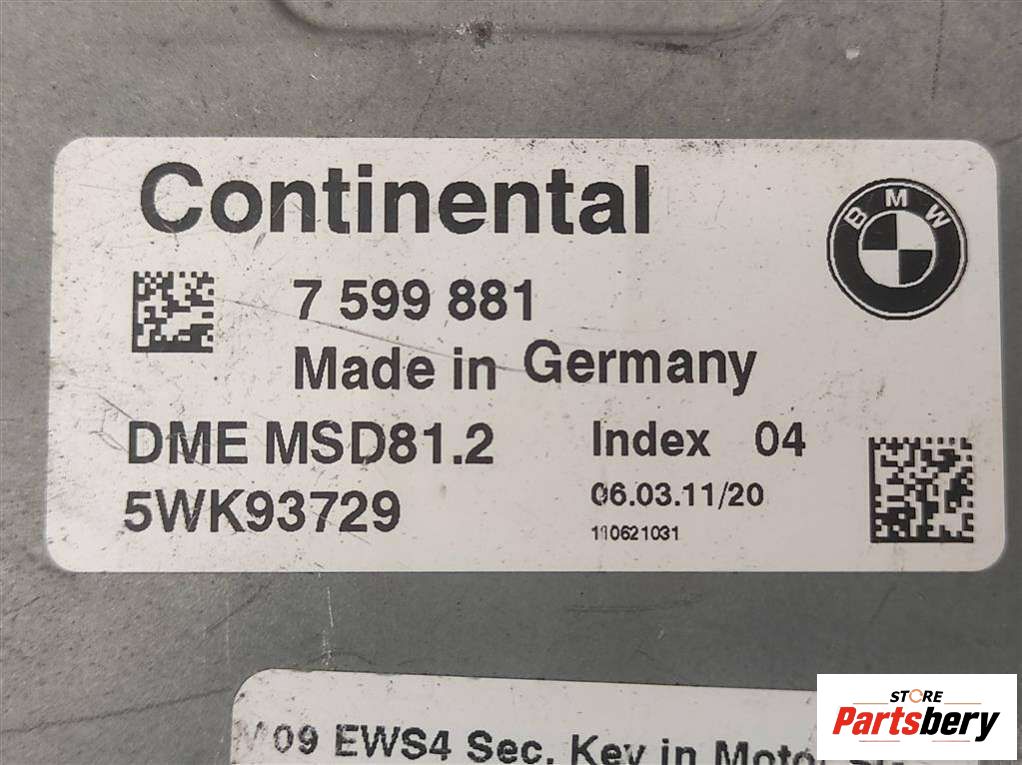 Continental
BMW
7 599 881
Made in Germany
DME MSD81.2
Index 04
5WK93729
06.03.11/20
110621031
09 EWS4 Sec. Key in
STORE
Partsbery